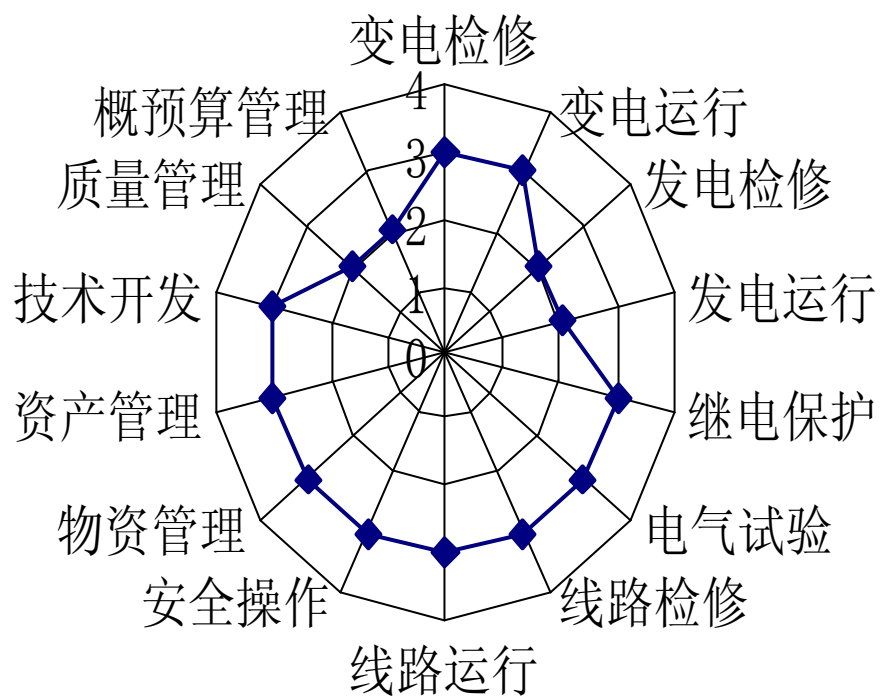 变电检修
4
概预算管理
变电运行
3
质量管理
发电检修
2
技术开发
1
发电运行
0
资产管理
继电保护
物资管理
电气试验
安全操作
线路检修
线路运行